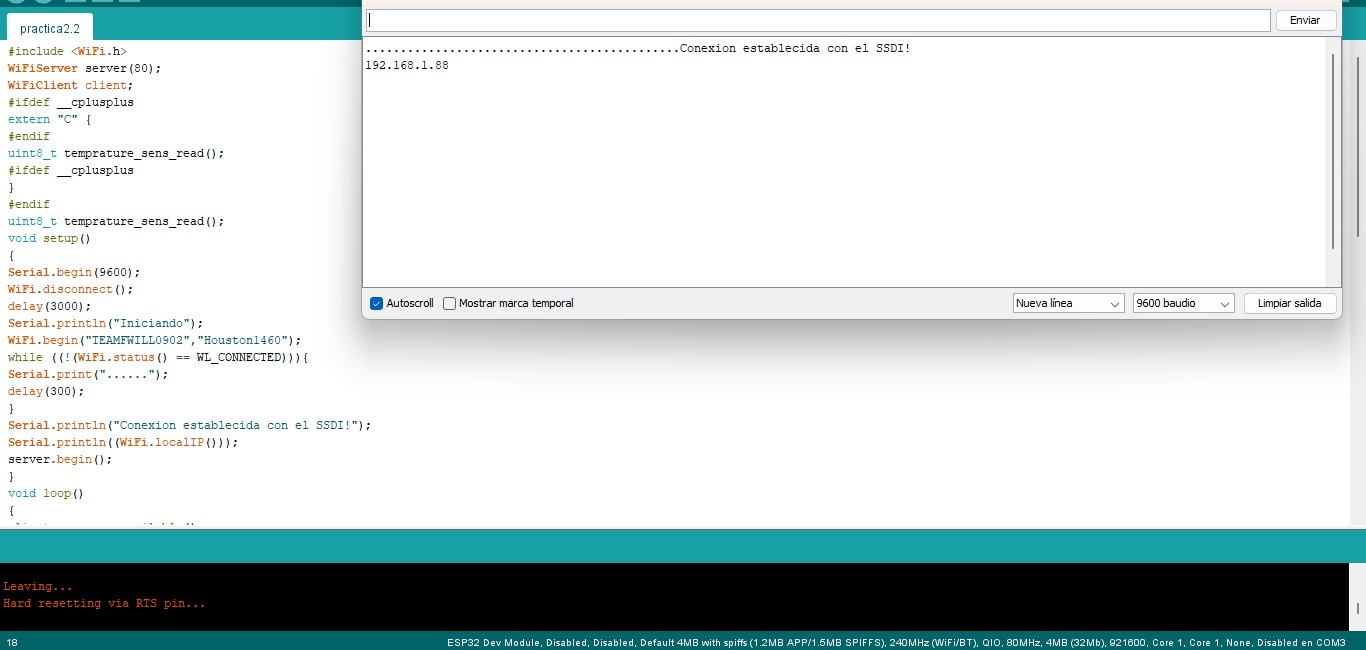 practica2.2
#include <WiFi.h>
WiFiServer server(80);
WiFiClient client;
#ifdef __cplusplus
extern "C" {
#endif
uint8_t temprature_sens_read();
#ifdef __cplusplus
}
#endif
uint8_t temprature_sens_read();
void setup()
{
Serial.begin(9600);
WiFi.disconnect();
delay(3000);
Serial.println("Iniciando");
WiFi.begin("TEAMFWILL0902","Houston1460");
while ((!(WiFi.status() == WL_CONNECTED))){
Serial.print("......");
delay(300);
}
Serial.println("Conexion establecida con el SSDI!");
Serial.println((WiFi.localIP()));
server.begin();
}
void loop()
{
Enviar
.............................................Conexion establecida con el SSDI!
192.168.1.88
Autoscroll Mostrar marca temporal Nueva línea 9600 baudio Limpiar salida
Leaving...
Hard resetting via RTS pin...
18 ESP32 Dev Module, Disabled, Disabled, Default 4MB with spiffs (1.2MB APP/1.5MB SPIFFS), 240MHz (WiFi/BT), QIO, 80MHz, 4MB (32Mb), 921600, Core 1, Core 1, None, Disabled en COM3